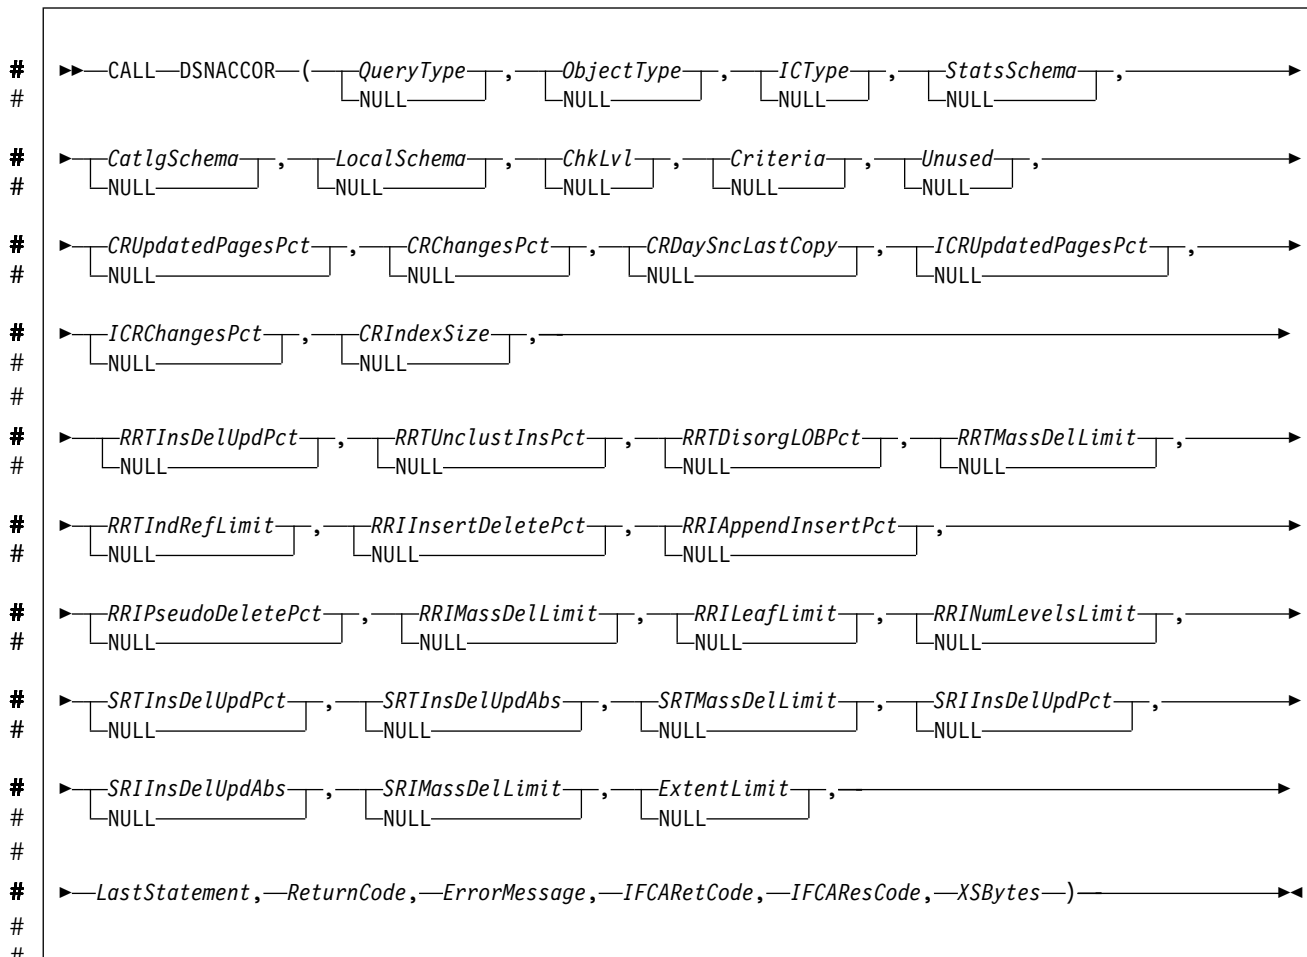 # CALL DSNACCOR ( QueryType , ObjectType , ICType , StatsSchema ,
# NULL NULL NULL NULL
# CatlgSchema , LocalSchema , ChkLvl , Criteria , Unused ,
# NULL NULL NULL NULL NULL
# CRUpdatedPagesPct , CRChangesPct , CRDaySncLastCopy , ICRUpdatedPagesPct ,
# NULL NULL NULL NULL
# ICRChangesPct , CRIndexSize ,
# NULL NULL
#
# RRTInsDelUpdPct , RRTUnclustInsPct , RRTDisorgLOBPct , RRTMassDelLimit ,
# NULL NULL NULL NULL
# RRTIndRefLimit , RRIInsertDeletePct , RRIAppendInsertPct ,
# NULL NULL NULL
# RRIPseudoDeletePct , RRIMassDelLimit , RRILeafLimit , RRINumLevelsLimit ,
# NULL NULL NULL NULL
# SRTInsDelUpdPct , SRTInsDelUpdAbs , SRTMassDelLimit , SRIInsDelUpdPct ,
# NULL NULL NULL NULL
# SRIInsDelUpdAbs , SRIMassDelLimit , ExtentLimit ,
# NULL NULL NULL
#
# LastStatement, ReturnCode, ErrorMessage, IFCARetCode, IFCAResCode, XSBytes )
#
#